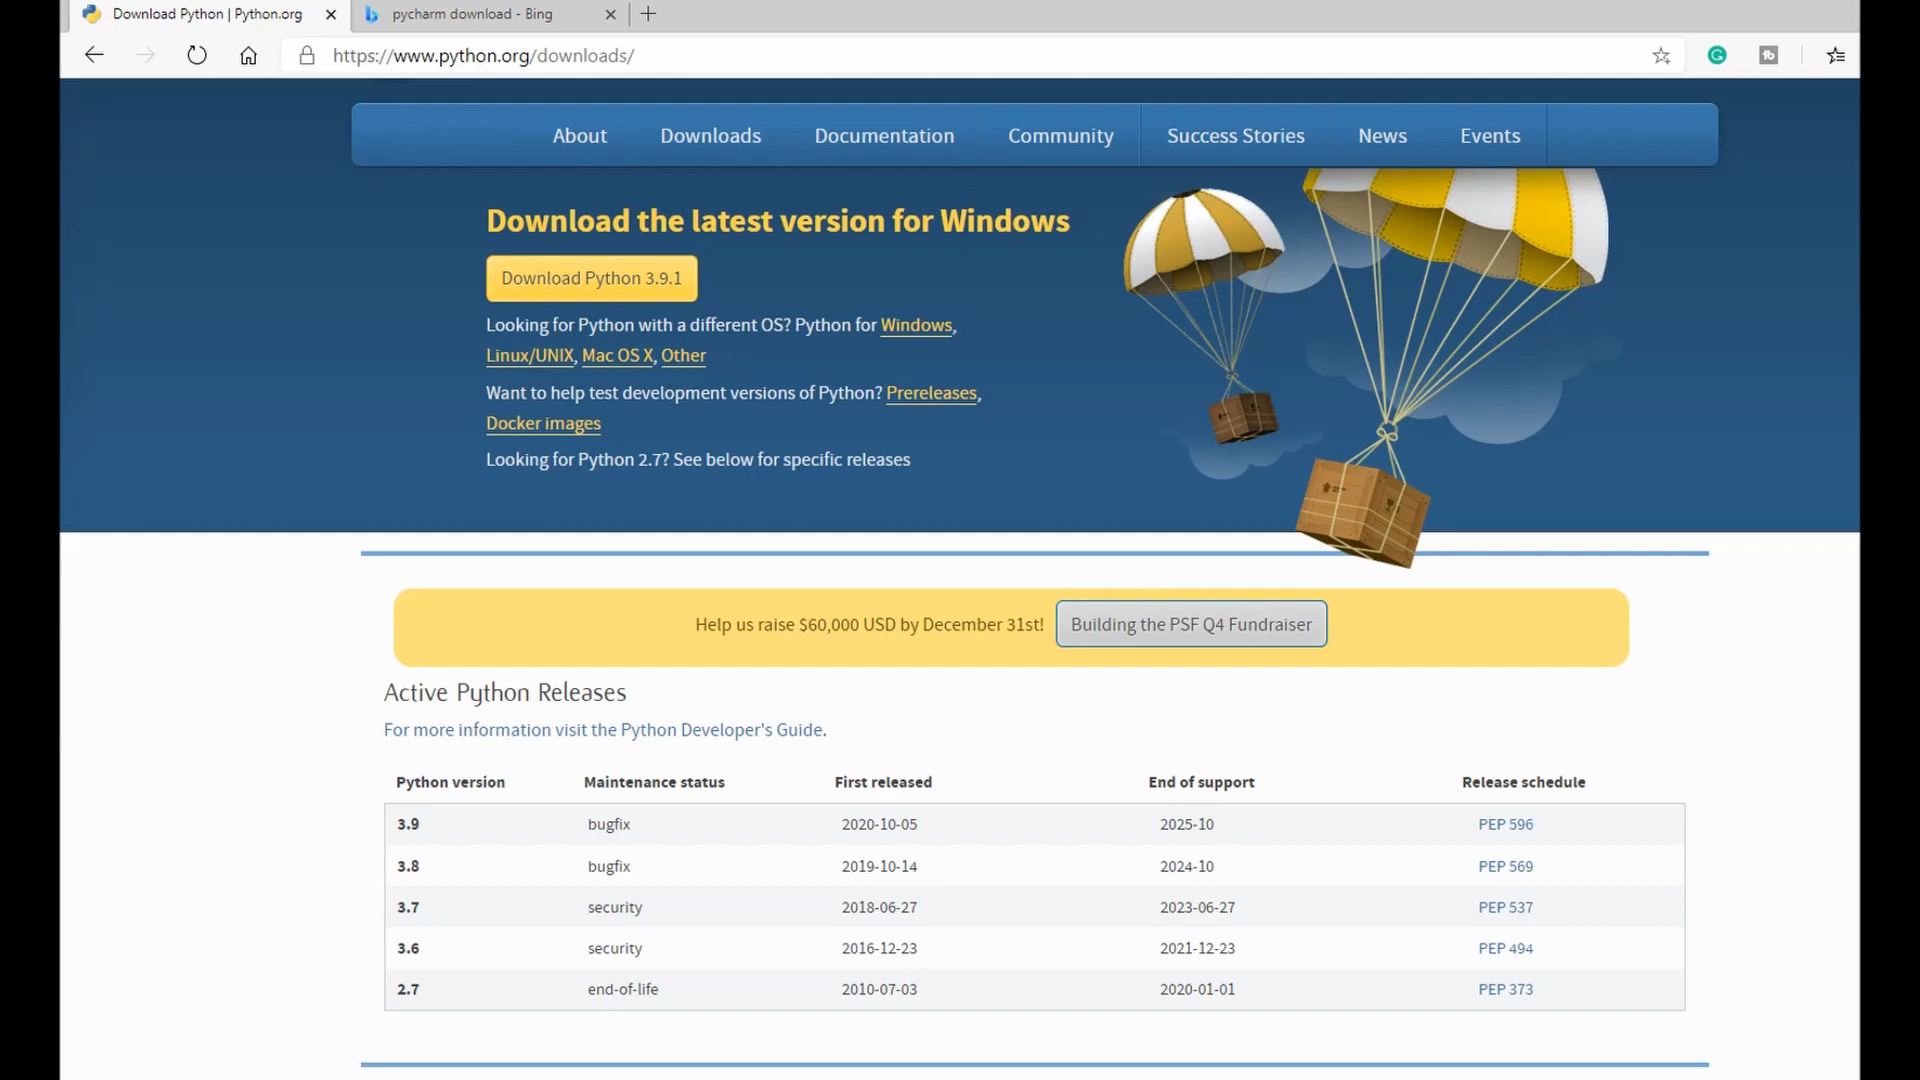 Download Python | Python.org
pycharm download - Bing
https://www.python.org/downloads/
About Downloads Documentation Community Success Stories News Events
Download the latest version for Windows
Download Python 3.9.1
Looking for Python with a different OS? Python for Windows,
Linux/UNIX, Mac OS X, Other
Want to help test development versions of Python? Prereleases,
Docker images
Looking for Python 2.7? See below for specific releases
Help us raise $60,000 USD by December 31st! Building the PSF Q4 Fundraiser
Active Python Releases
For more information visit the Python Developer's Guide.
Python version Maintenance status First released End of support Release schedule
3.9 bugfix 2020-10-05 2025-10 PEP 596
3.8 bugfix 2019-10-14 2024-10 PEP 569
3.7 security 2018-06-27 2023-06-27 PEP 537
3.6 security 2016-12-23 2021-12-23 PEP 494
2.7 end-of-life 2010-07-03 2020-01-01 PEP 373